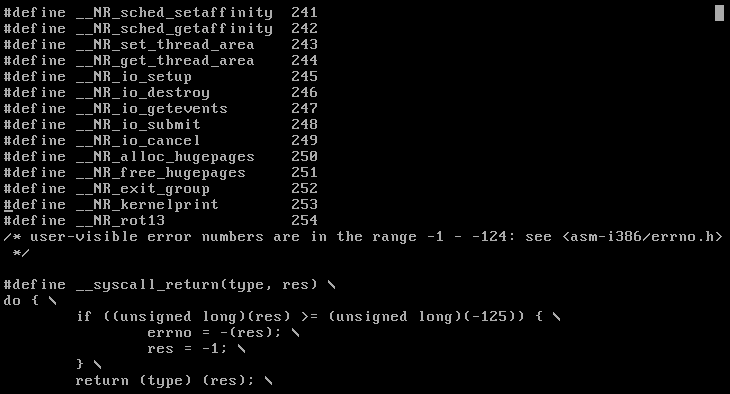 #define __NR_sched_setaffinity  241
#define __NR_sched_getaffinity  242
#define __NR_set_thread_area    243
#define __NR_get_thread_area    244
#define __NR_io_setup           245
#define __NR_io_destroy         246
#define __NR_io_getevents       247
#define __NR_io_submit          248
#define __NR_io_cancel          249
#define __NR_alloc_hugepages    250
#define __NR_free_hugepages     251
#define __NR_exit_group         252
#define __NR_kernelprint        253
#define __NR_rot13              254
/* user-visible error numbers are in the range -1 - -124: see <asm-i386/errno.h>
 */
#define __syscall_return(type, res) \
do { \
        if ((unsigned long)(res) >= (unsigned long)(-125)) { \
                errno = -(res); \
                res = -1; \
        } \
        return (type) (res); \